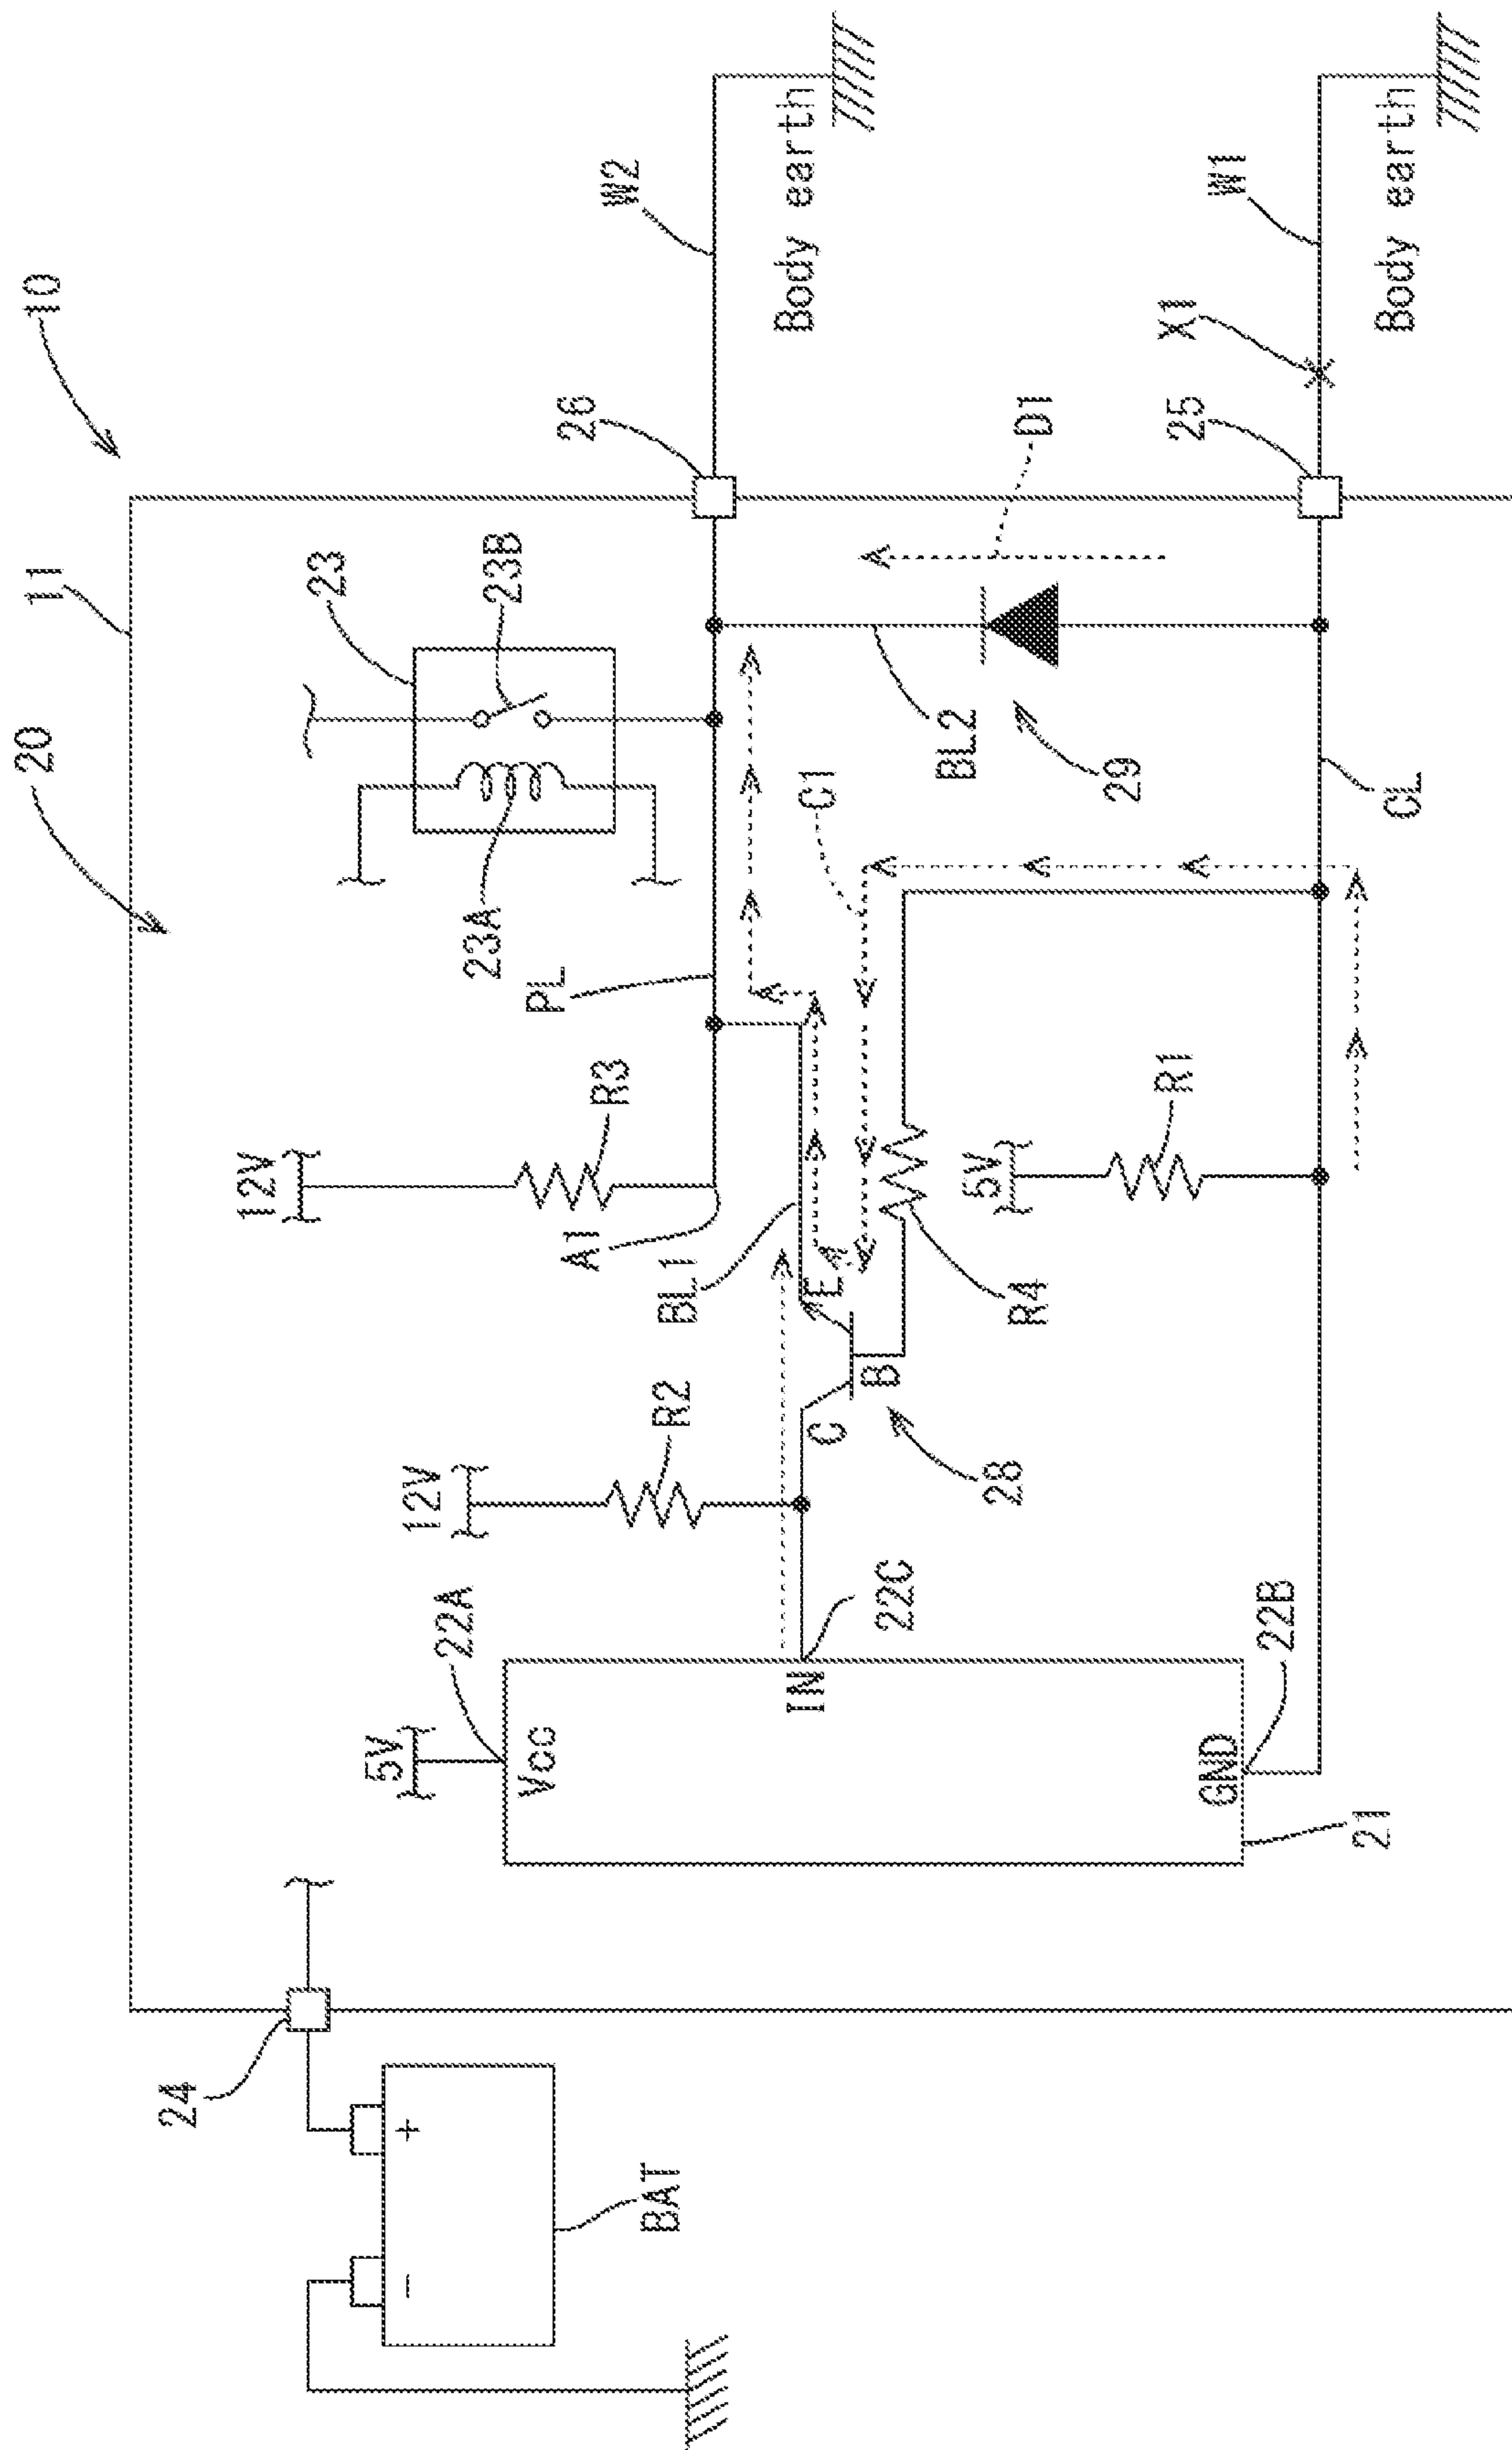 10
20
11
24
+
−
BAT
5V
22A
Vcc
IN
22C
GND
22B
21
12V
R2
C
B
E
28
12V
R3
A1
BL1
R4
5V
R1
PL
C1
23
23A
23B
BL2
29
CL
D1
26
25
W2
Body earth
X1
W1
Body earth